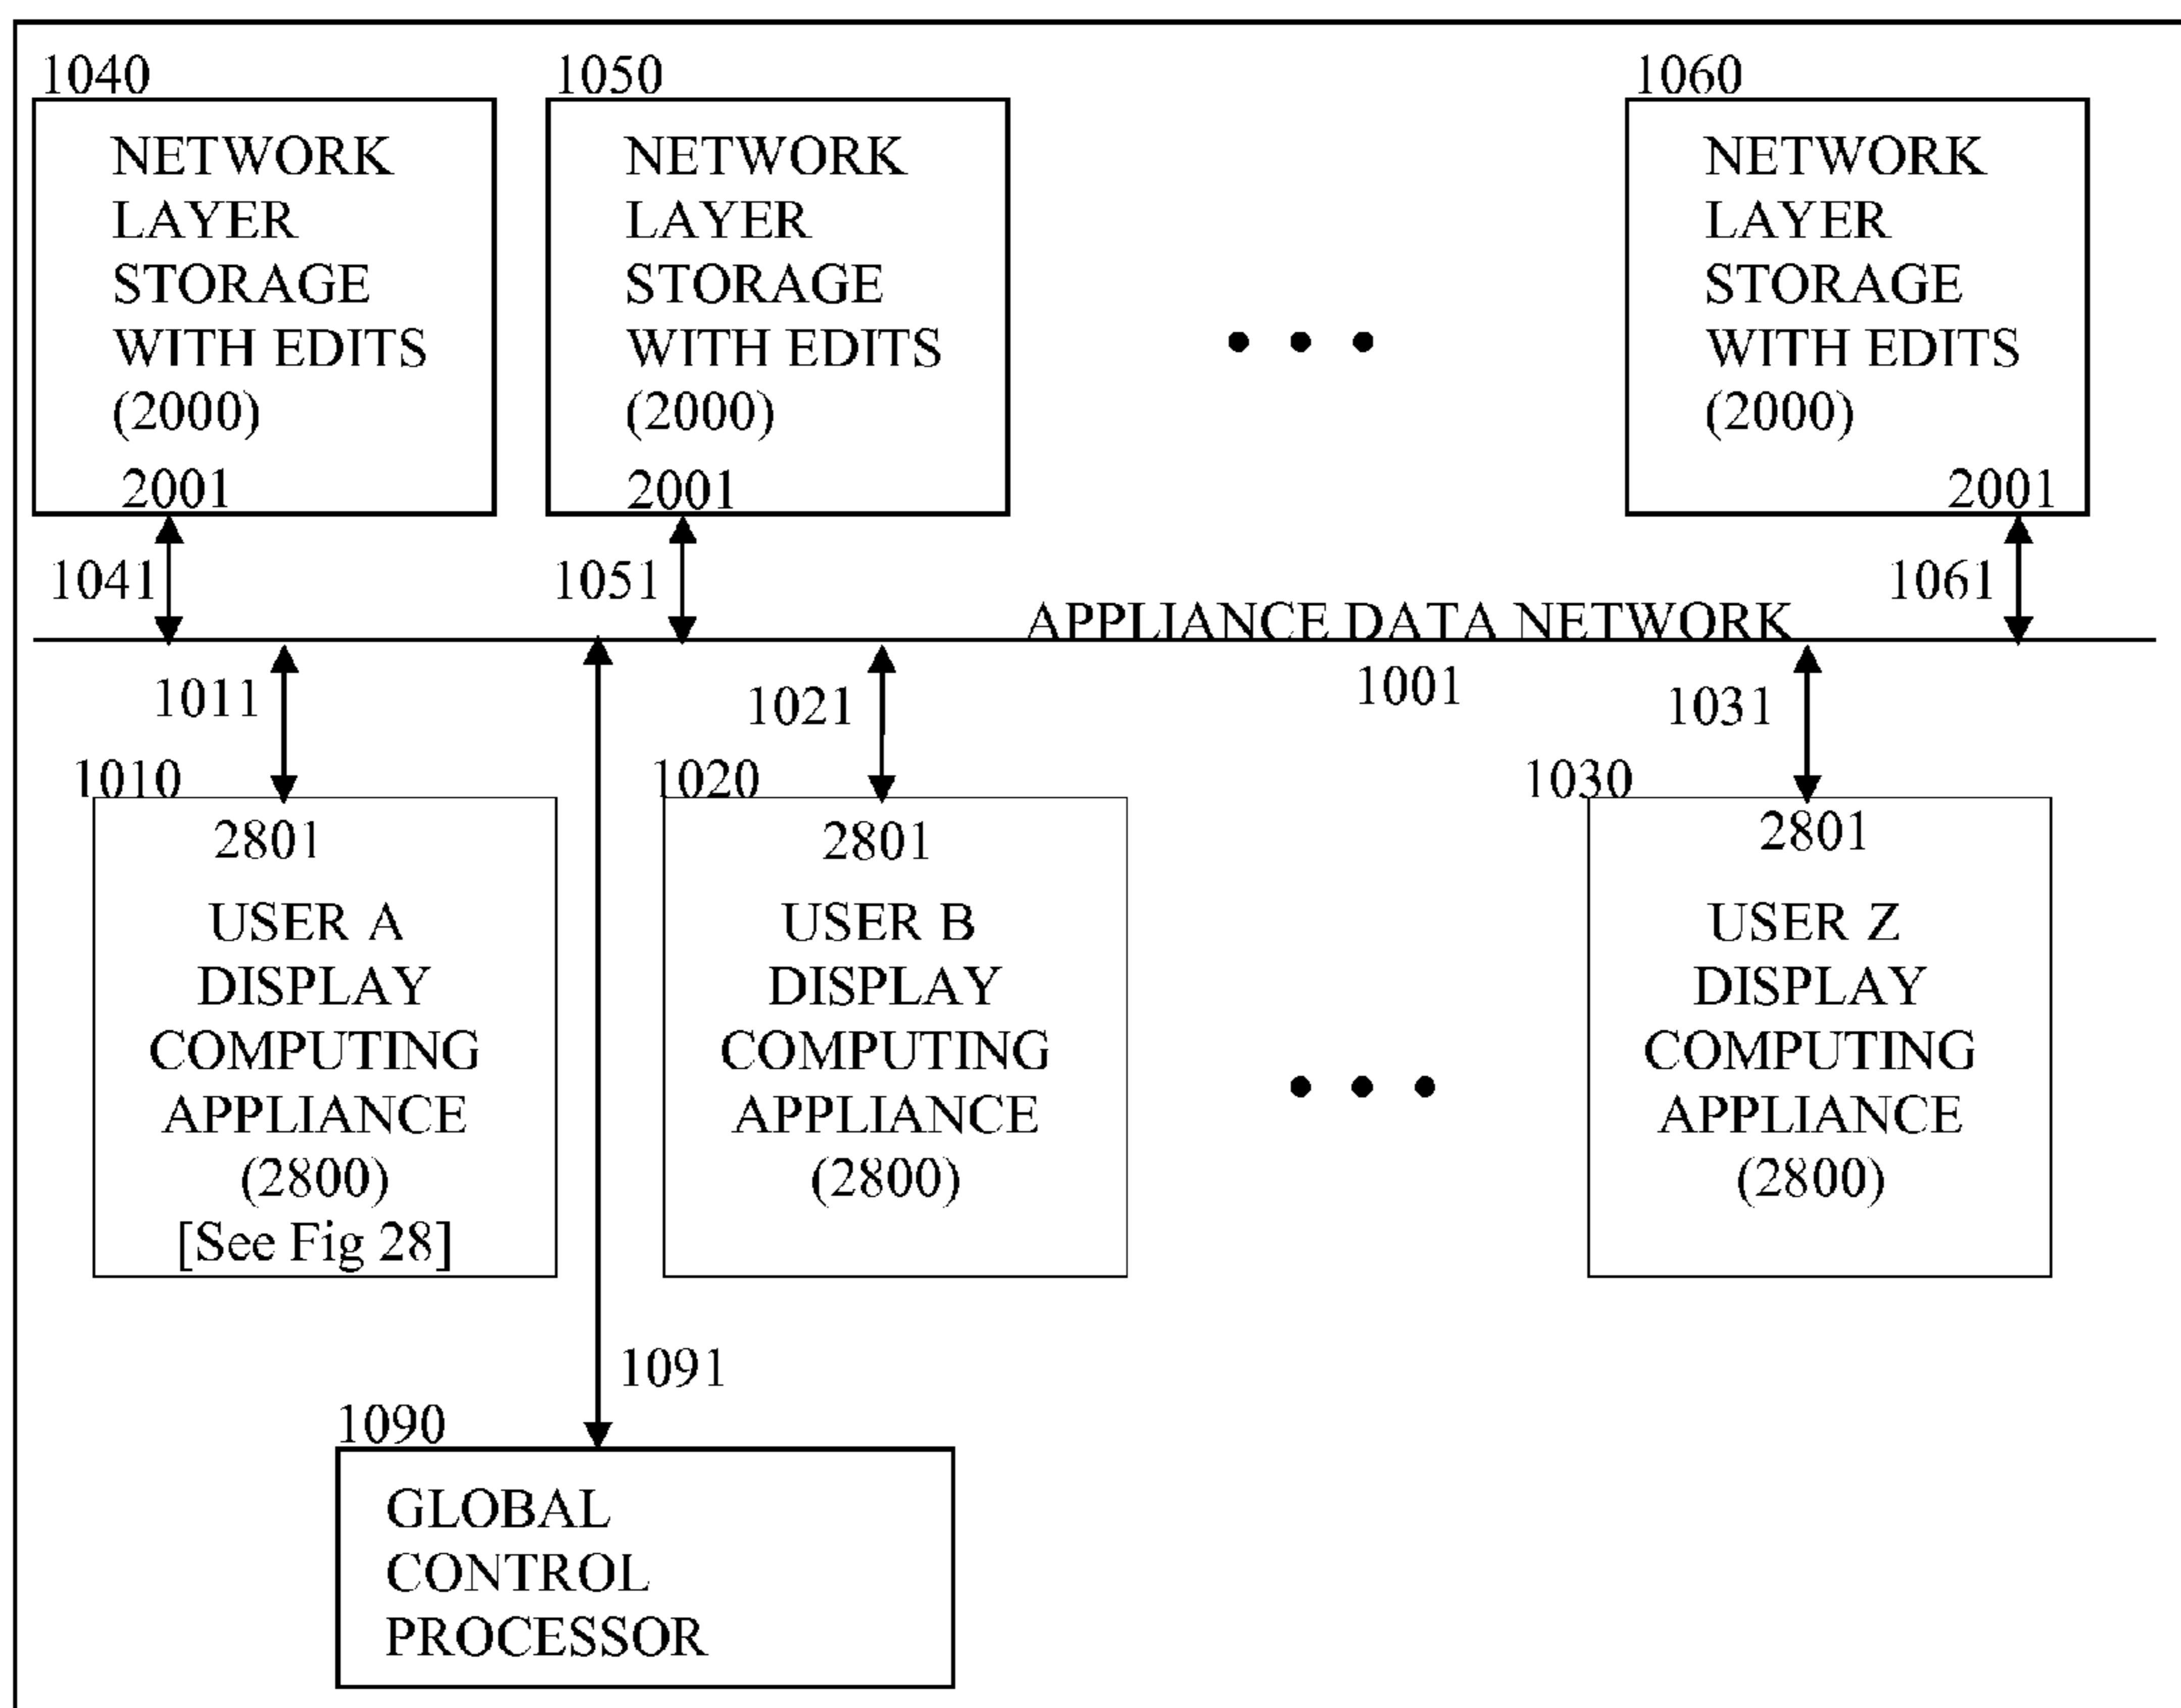 1040
NETWORK
LAYER
STORAGE
WITH EDITS
(2000)
2001
1050
NETWORK
LAYER
STORAGE
WITH EDITS
(2000)
2001
1060
NETWORK
LAYER
STORAGE
WITH EDITS
(2000)
2001
1041
1051
1061
APPLIANCE DATA NETWORK
1001
1011
1021
1031
1010
2801
USER A
DISPLAY
COMPUTING
APPLIANCE
(2800)
[See Fig 28]
1020
2801
USER B
DISPLAY
COMPUTING
APPLIANCE
(2800)
1030
2801
USER Z
DISPLAY
COMPUTING
APPLIANCE
(2800)
1091
1090
GLOBAL
CONTROL
PROCESSOR